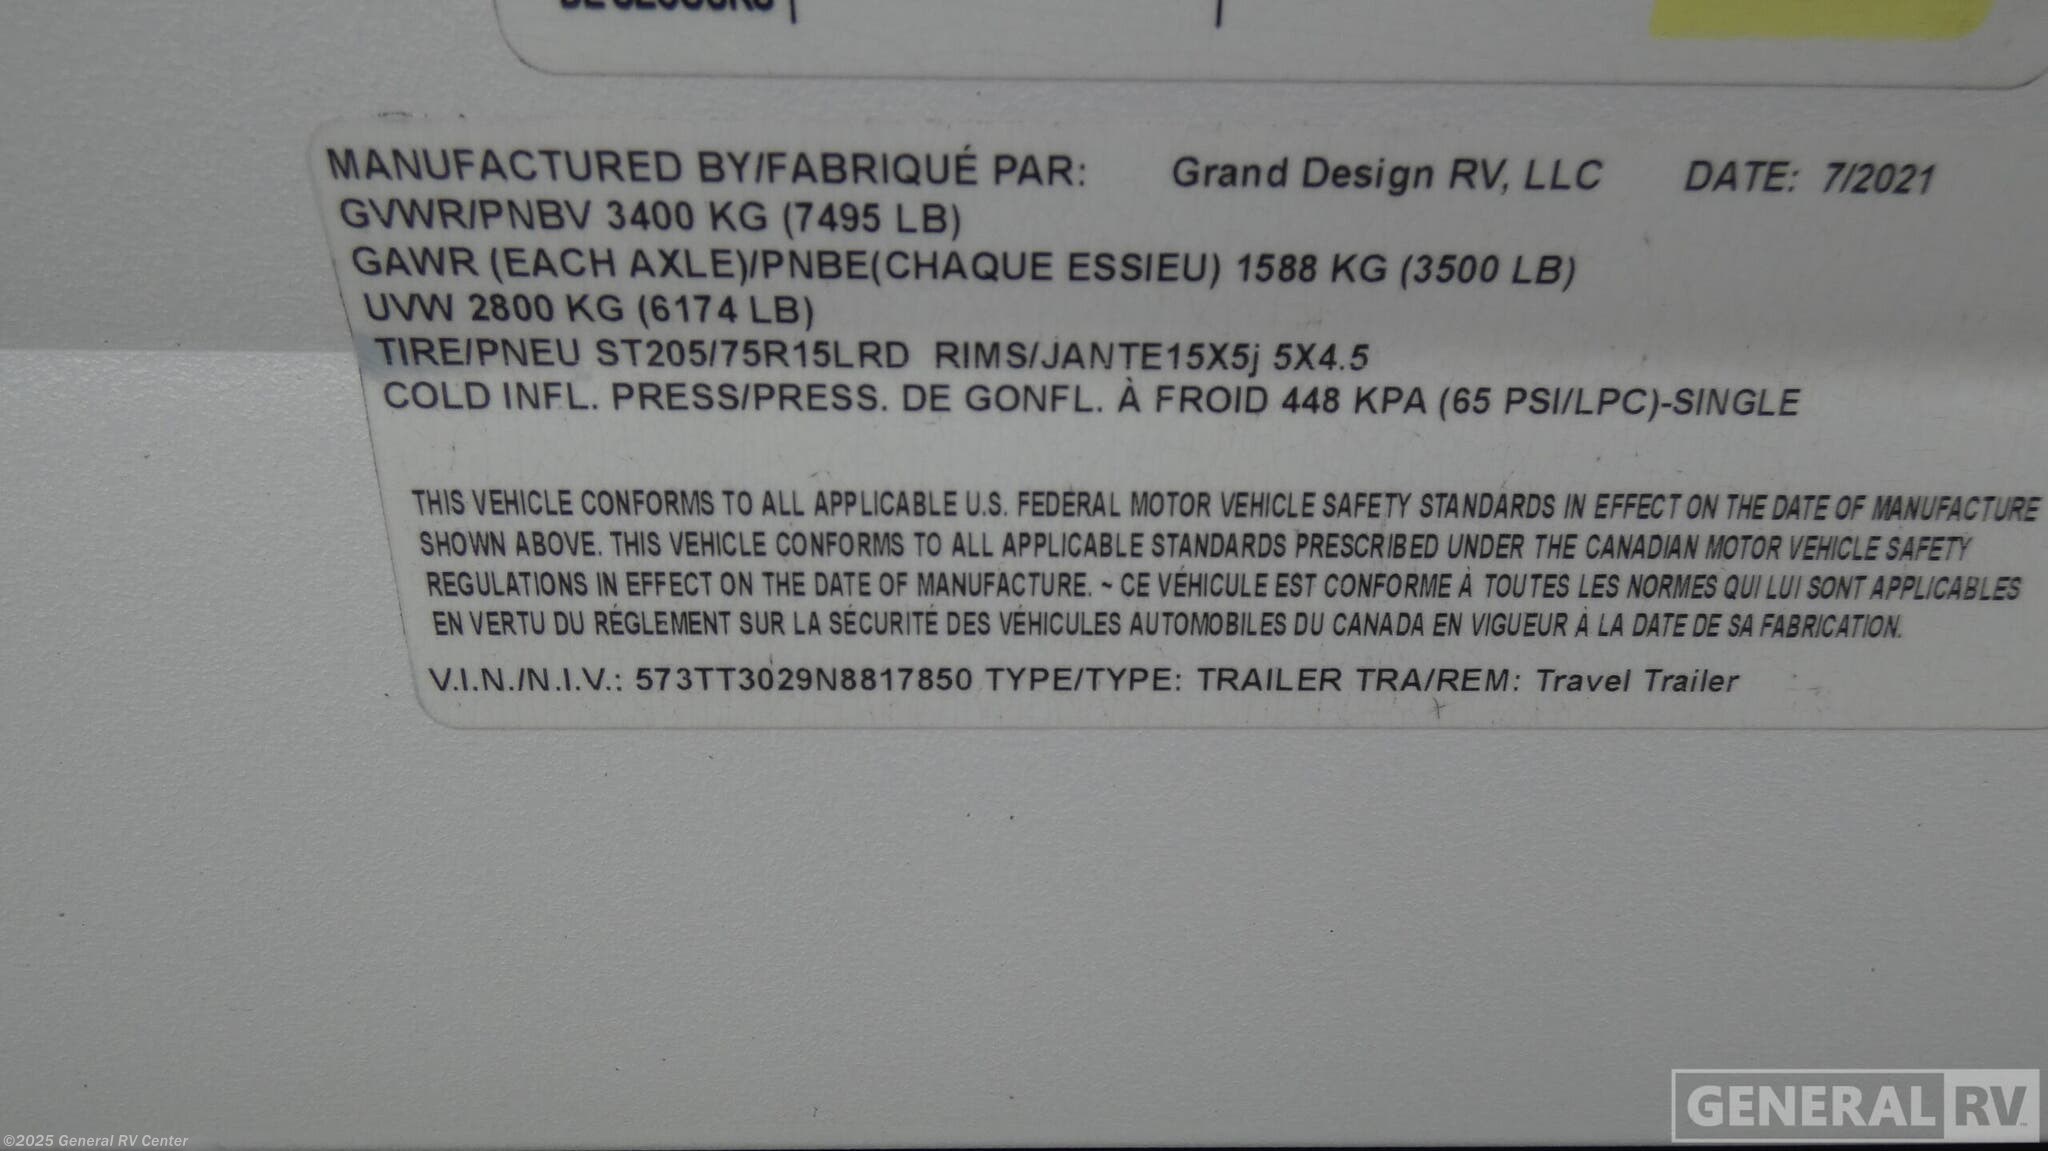 DE SECOURS
MANUFACTURED BY/FABRIQUÉ PAR: Grand Design RV, LLC DATE: 7/2021
GVWR/PNBV 3400 KG (7495 LB)
GAWR (EACH AXLE)/PNBE(CHAQUE ESSIEU) 1588 KG (3500 LB)
UVW 2800 KG (6174 LB)
TIRE/PNEU ST205/75R15LRD RIMS/JANTE15X5j 5X4.5
COLD INFL. PRESS/PRESS. DE GONFL. À FROID 448 KPA (65 PSI/LPC)-SINGLE
THIS VEHICLE CONFORMS TO ALL APPLICABLE U.S. FEDERAL MOTOR VEHICLE SAFETY STANDARDS IN EFFECT ON THE DATE OF MANUFACTURE
SHOWN ABOVE. THIS VEHICLE CONFORMS TO ALL APPLICABLE STANDARDS PRESCRIBED UNDER THE CANADIAN MOTOR VEHICLE SAFETY
REGULATIONS IN EFFECT ON THE DATE OF MANUFACTURE. ~ CE VÉHICULE EST CONFORME À TOUTES LES NORMES QUI LUI SONT APPLICABLES
EN VERTU DU RÉGLEMENT SUR LA SÉCURITÉ DES VÉHICULES AUTOMOBILES DU CANADA EN VIGUEUR À LA DATE DE SA FABRICATION.
V.I.N./N.I.V.: 573TT3029N8817850 TYPE/TYPE: TRAILER TRA/REM: Travel Trailer
GENERAL RV
©2025 General RV Center